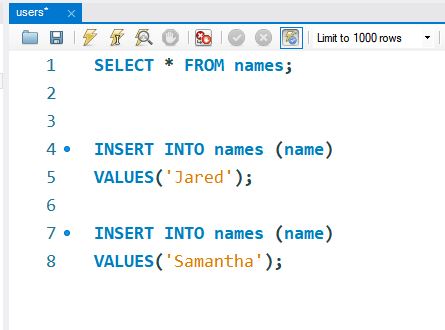 users*
Limit to 1000 rows
1 SELECT * FROM names;
2
3
4 INSERT INTO names (name)
5 VALUES('Jared');
6
7 INSERT INTO names (name)
8 VALUES('Samantha');